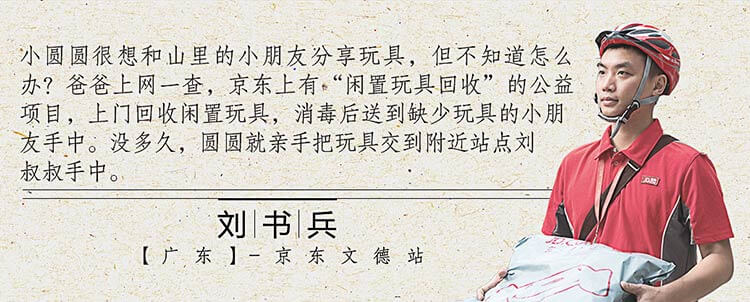 小圆圆很想和山里的小朋友分享玩具，但不知道怎么
办？爸爸上网一查，京东上有“闲置玩具回收”的公益
项目，上门回收闲置玩具，消毒后送到缺少玩具的小朋
友手中。没多久，圆圆就亲手把玩具交到附近站点刘
叔叔手中。
刘|书|兵
【广东】-京东文德站